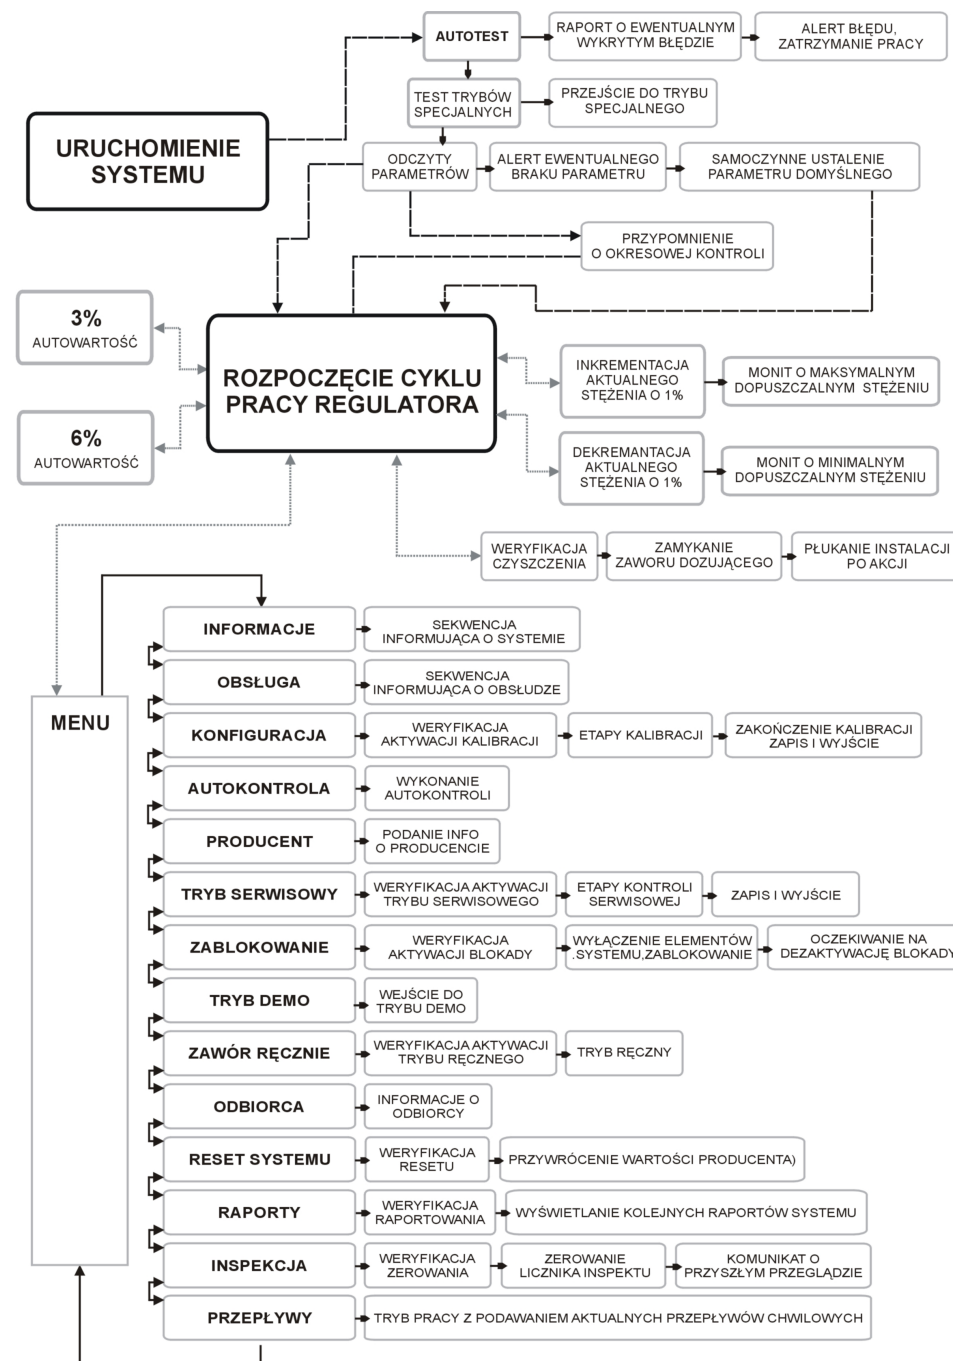 AUTOTEST
RAPORT O EWENTUALNYM
WYKRYTYM BŁĘDZIE
ALERT BŁĘDU,
ZATRZYMANIE PRACY
TEST TRYBÓW
SPECJALNYCH
PRZEJŚCIE DO TRYBU
SPECJALNEGO
URUCHOMIENIE
SYSTEMU
ODCZYTY
PARAMETRÓW
ALERT EWENTUALNEGO
BRAKU PARAMETRU
SAMOCZYNNE USTALENIE
PARAMETRU DOMYŚLNEGO
PRZYPOMNIENIE
O OKRESOWEJ KONTROLI
3%
AUTOWARTOŚĆ
ROZPOCZĘCIE CYKLU
PRACY REGULATORA
INKREMENTACJA
AKTUALNEGO
STĘŻENIA O 1%
MONIT O MAKSYMALNYM
DOPUSZCZALNYM STĘŻENIU
6%
AUTOWARTOŚĆ
DEKREMANTACJA
AKTUALNEGO
STĘŻENIA O 1%
MONIT O MINIMALNYM
DOPUSZCZALNYM STĘŻENIU
WERYFIKACJA
CZYSZCZENIA
ZAMYKANIE
ZAWORU DOZUJĄCEGO
PŁUKANIE INSTALACJI
PO AKCJI
MENU
INFORMACJE
SEKWENCJA
INFORMUJĄCA O SYSTEMIE
OBSŁUGA
SEKWENCJA
INFORMUJĄCA O OBSŁUDZE
KONFIGURACJA
WERYFIKACJA
AKTYWACJI KALIBRACJI
ETAPY KALIBRACJI
ZAKOŃCZENIE KALIBRACJI
ZAPIS I WYJŚCIE
AUTOKONTROLA
WYKONANIE
AUTOKONTROLI
PRODUCENT
PODANIE INFO
O PRODUCENCIE
TRYB SERWISOWY
WERYFIKACJA AKTYWACJI
TRYBU SERWISOWEGO
ETAPY KONTROLI
SERWISOWEJ
ZAPIS I WYJŚCIE
ZABLOKOWANIE
WERYFIKACJA
AKTYWACJI BLOKADY
WYŁĄCZENIE ELEMENTÓW
.SYSTEMU,ZABLOKOWANIE
OCZEKIWANIE NA
DEZAKTYWACJĘ BLOKADY
TRYB DEMO
WEJŚCIE DO
TRYBU DEMO
ZAWÓR RĘCZNIE
WERYFIKACJA AKTYWACJI
TRYBU RĘCZNEGO
TRYB RĘCZNY
ODBIORCA
INFORMACJE O
ODBIORCY
RESET SYSTEMU
WERYFIKACJA
RESETU
PRZYWRÓCENIE WARTOŚCI PRODUCENTA)
RAPORTY
WERYFIKACJA
RAPORTOWANIA
WYŚWIETLANIE KOLEJNYCH RAPORTÓW SYSTEMU
INSPEKCJA
WERYFIKACJA
ZEROWANIA
ZEROWANIE
LICZNIKA INSPEKTU
KOMUNIKAT O
PRZYSZŁYM PRZEGLĄDZIE
PRZEPŁYWY
TRYB PRACY Z PODAWANIEM AKTUALNYCH PRZEPŁYWÓW CHWILOWYCH